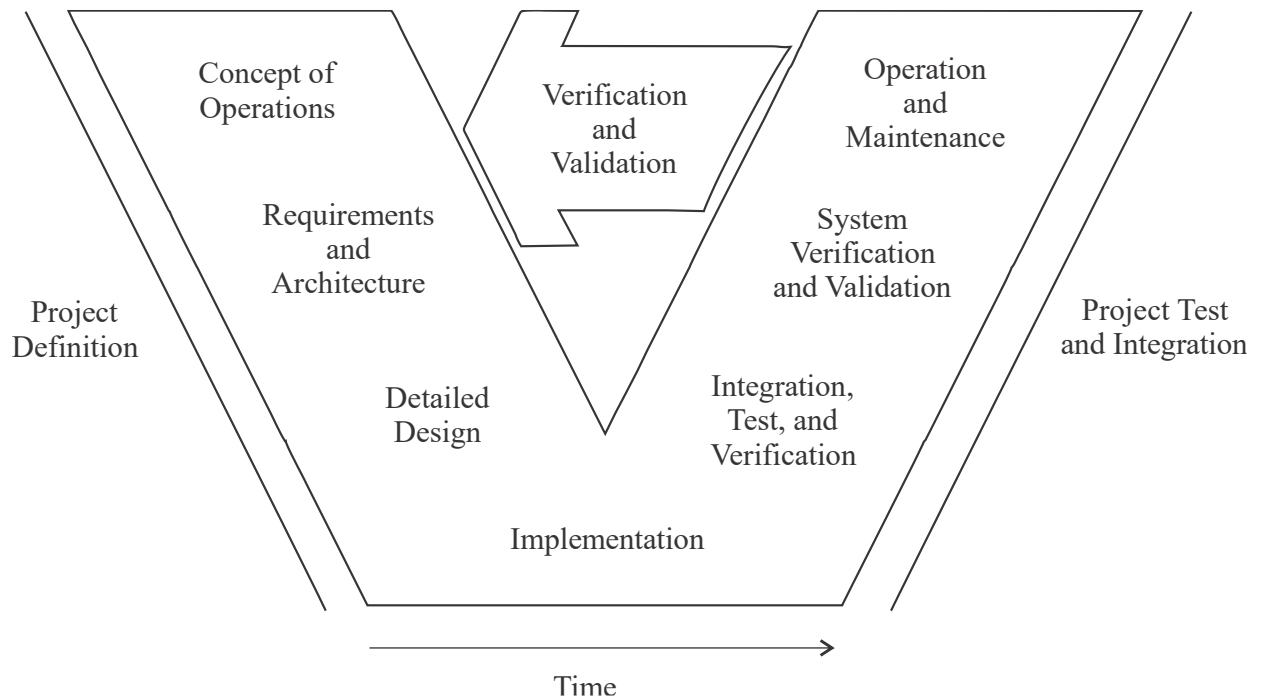 Concept of
Operations
Verification
and
Validation
Operation
and
Maintenance
Requirements
and
Architecture
System
Verification
and Validation
Project
Definition
Project Test
and Integration
Detailed
Design
Integration,
Test, and
Verification
Implementation
Time